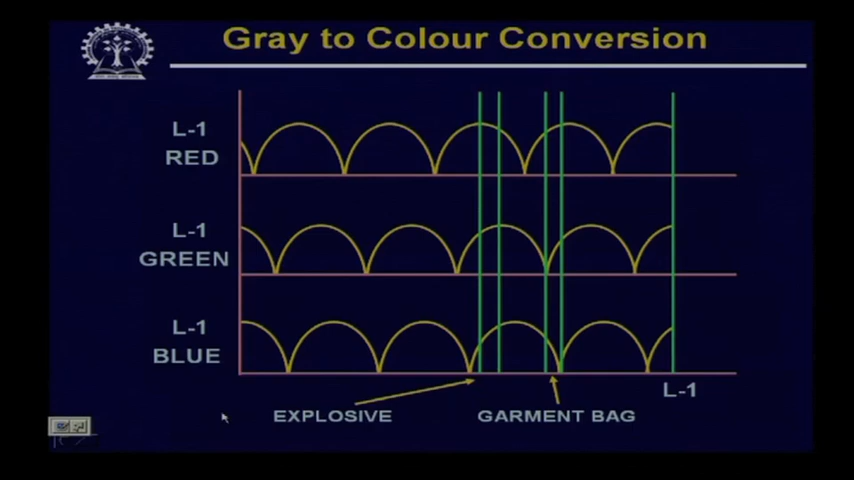 Gray to Colour Conversion
L-1
RED
L-1
GREEN
L-1
BLUE
L-1
EXPLOSIVE
GARMENT BAG